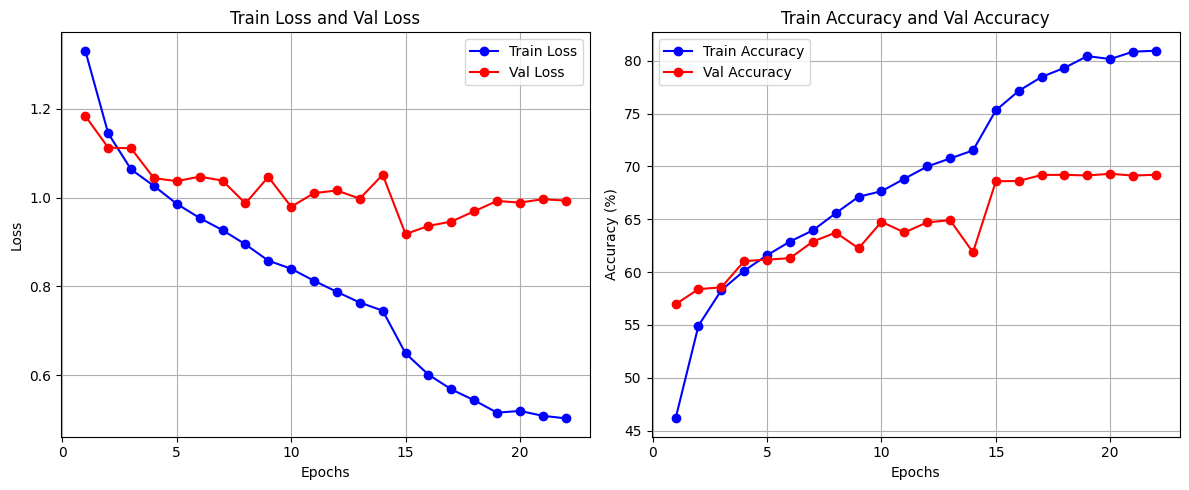 Train Loss and Val Loss
Train Loss
Val Loss
1.2
1.0
0.8
0.6
Loss
0
5
10
15
20
Epochs
Train Accuracy and Val Accuracy
Train Accuracy
Val Accuracy
80
75
70
65
60
55
50
45
Accuracy (%)
0
5
10
15
20
Epochs